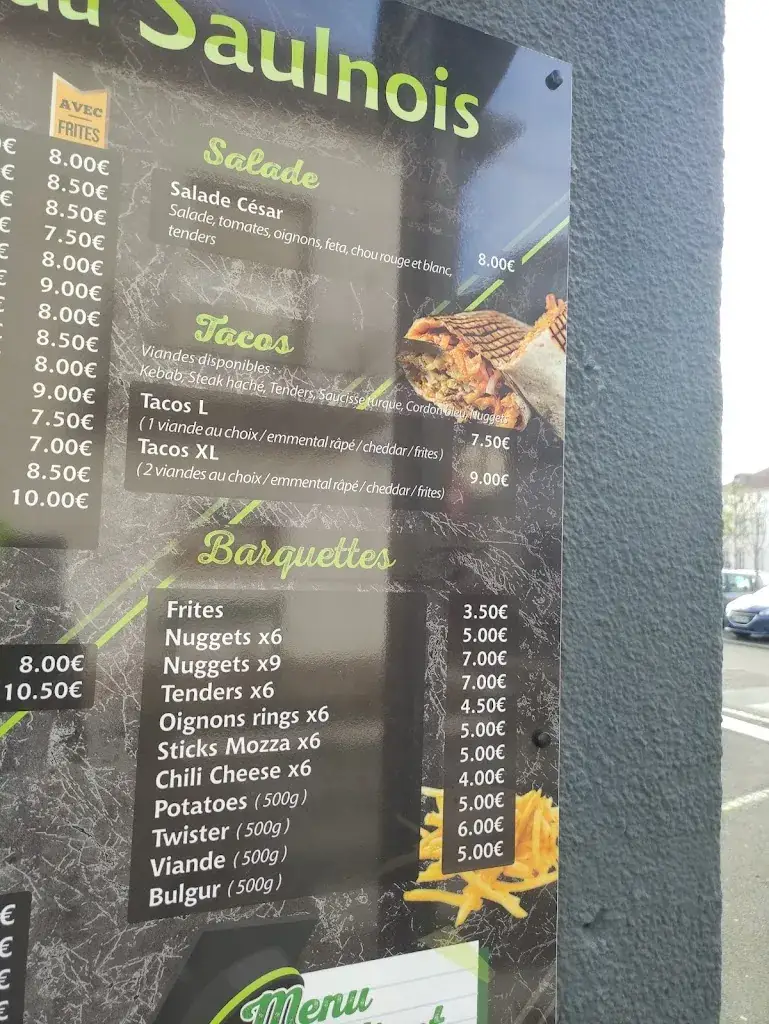 Saulnois
AVEC
FRITES
€
€
€
€
€
€
€
8.00€
8.50€
8.50€
7.50€
8.00€
9.00€
8.00€
8.50€
8.00€
9.00€
7.50€
7.00€
8.50€
10.00€
8.00€
10.50€
€
€
€
€
Salade
Salade César
Salade, tomates, oignons, feta, chou rouge et blanc, 8.00€
tenders
Tacos
Viandes disponibles :
Kebab, Steak haché, Tenders, Saucisse turque, Cordon bleu, Nuggets
Tacos L 7.50€
(1 viande au choix / emmental râpé / cheddar / frites)
Tacos XL 9.00€
(2 viandes au choix / emmental râpé / cheddar / frites)
Barquettes
Frites 3.50€
Nuggets x6 5.00€
Nuggets x9 7.00€
Tenders x6 7.00€
Oignons rings x6 4.50€
Sticks Mozza x6 5.00€
Chili Cheese x6 5.00€
Potatoes (500g) 4.00€
Twister (500g) 5.00€
Viande (500g) 6.00€
Bulgur (500g) 5.00€
Menu